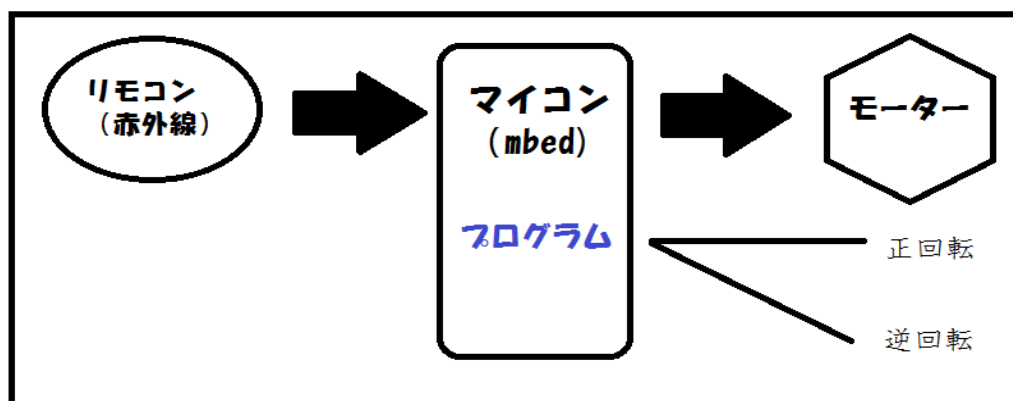 リモコン
（赤外線）
マイコン
（mbed）
プログラム
モーター
正回転
逆回転